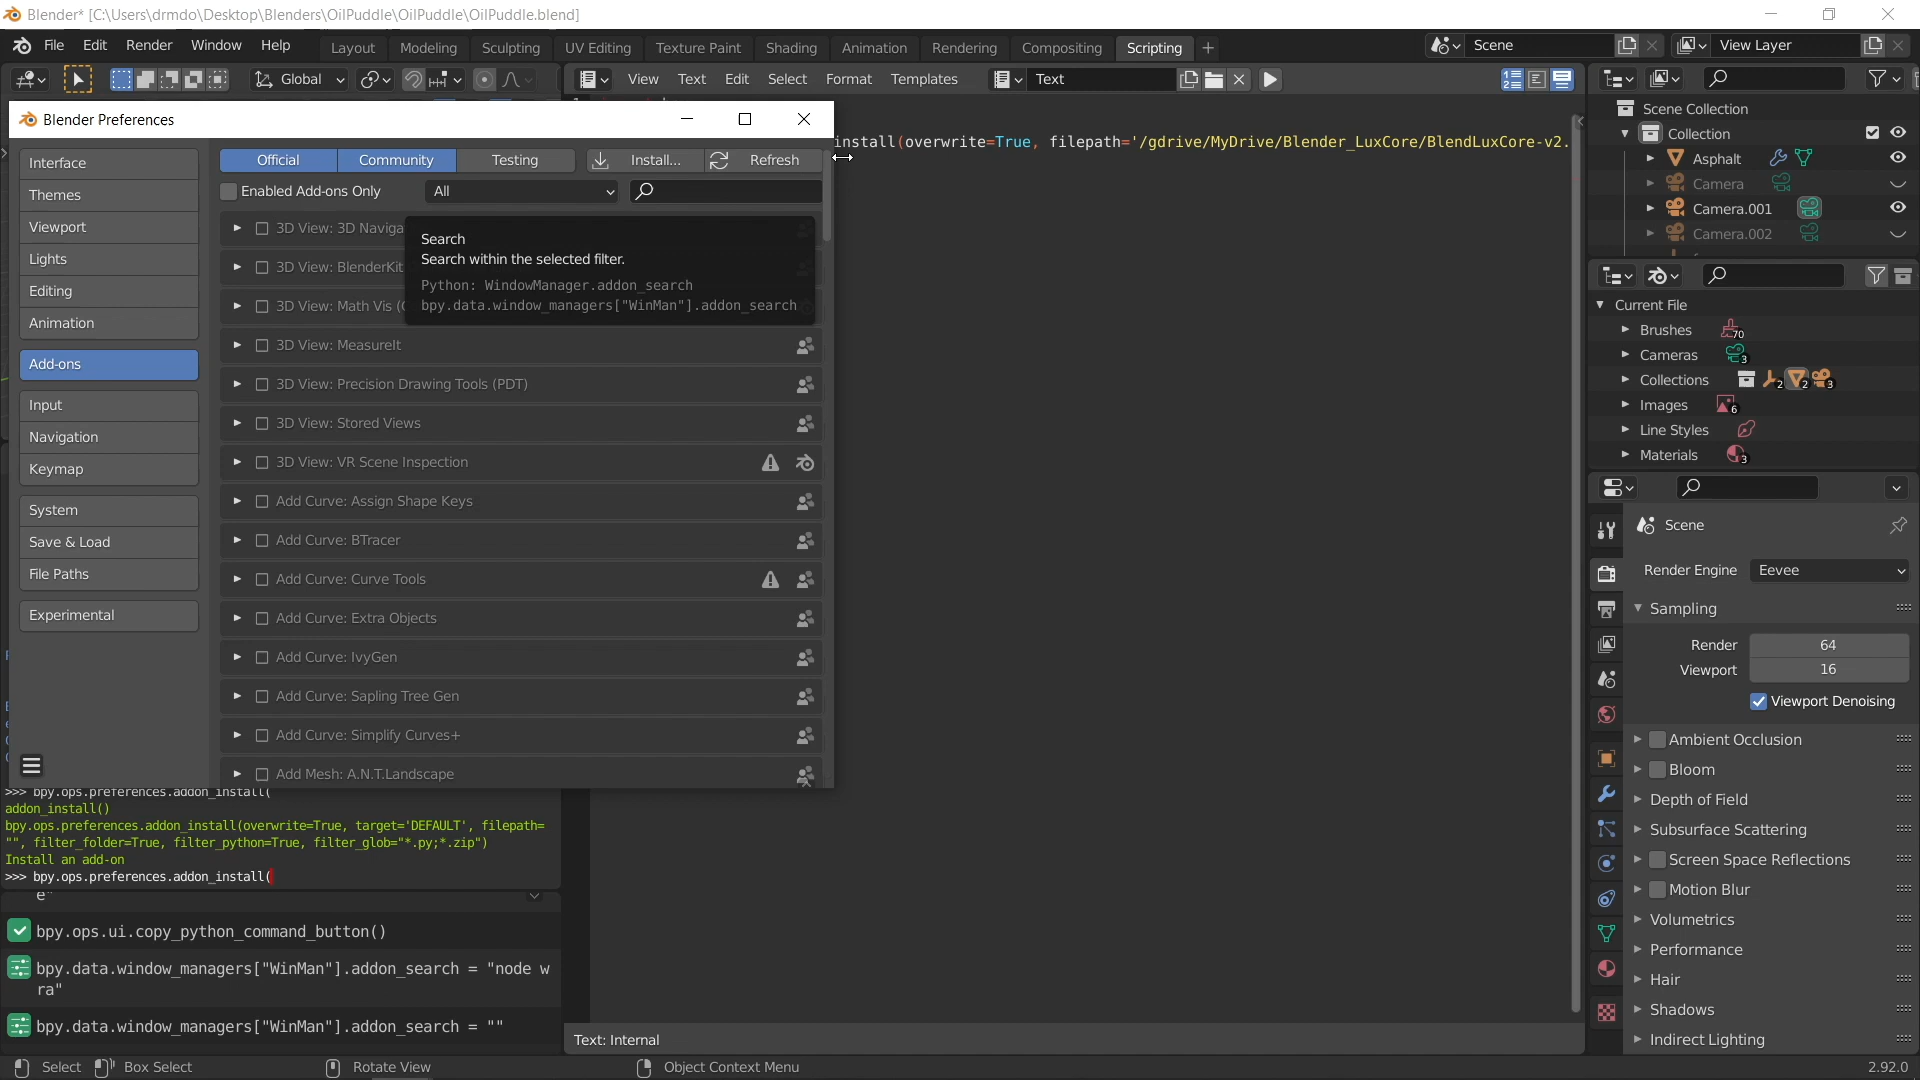 Blender* [C:\Users\drmdo\Desktop\Blenders\OilPuddle\OilPuddle\OilPuddle.blend]
File Edit Render Window Help Layout Modeling Sculpting UV Editing Texture Paint Shading Animation Rendering Compositing Scripting + Scene View Layer
Global View Text Edit Select Format Templates Text
Blender Preferences
install(overwrite=True, filepath='/gdrive/MyDrive/Blender_LuxCore/BlendLuxCore-v2.
Interface
Themes
Viewport
Lights
Editing
Animation
Add-ons
Input
Navigation
Keymap
System
Save & Load
File Paths
Experimental
Official Community Testing Install... Refresh
Enabled Add-ons Only All
3D View: 3D Naviga
3D View: BlenderKit
3D View: Math Vis (
Search
Search within the selected filter.
Python: WindowManager.addon_search
bpy.data.window_managers["WinMan"].addon_search
3D View: MeasureIt
3D View: Precision Drawing Tools (PDT)
3D View: Stored Views
3D View: VR Scene Inspection
Add Curve: Assign Shape Keys
Add Curve: BTracer
Add Curve: Curve Tools
Add Curve: Extra Objects
Add Curve: IvyGen
Add Curve: Sapling Tree Gen
Add Curve: Simplify Curves+
Add Mesh: A.N.T.Landscape
>>> bpy.ops.preferences.addon_install(
addon_install()
bpy.ops.preferences.addon_install(overwrite=True, target='DEFAULT', filepath=
"", filter_folder=True, filter_python=True, filter_glob="*.py;*.zip")
Install an add-on
>>> bpy.ops.preferences.addon_install(
e"
bpy.ops.ui.copy_python_command_button()
bpy.data.window_managers["WinMan"].addon_search = "node w
ra"
bpy.data.window_managers["WinMan"].addon_search = ""
Text: Internal
Scene Collection
Collection
Asphalt
Camera
Camera.001
Camera.002
Current File
Brushes 70
Cameras 3
Collections 2 2 3
Images 6
Line Styles
Materials 3
Scene
Render Engine Eevee
Sampling
Render 64
Viewport 16
Viewport Denoising
Ambient Occlusion
Bloom
Depth of Field
Subsurface Scattering
Screen Space Reflections
Motion Blur
Volumetrics
Performance
Hair
Shadows
Indirect Lighting
Select Box Select Rotate View Object Context Menu 2.92.0